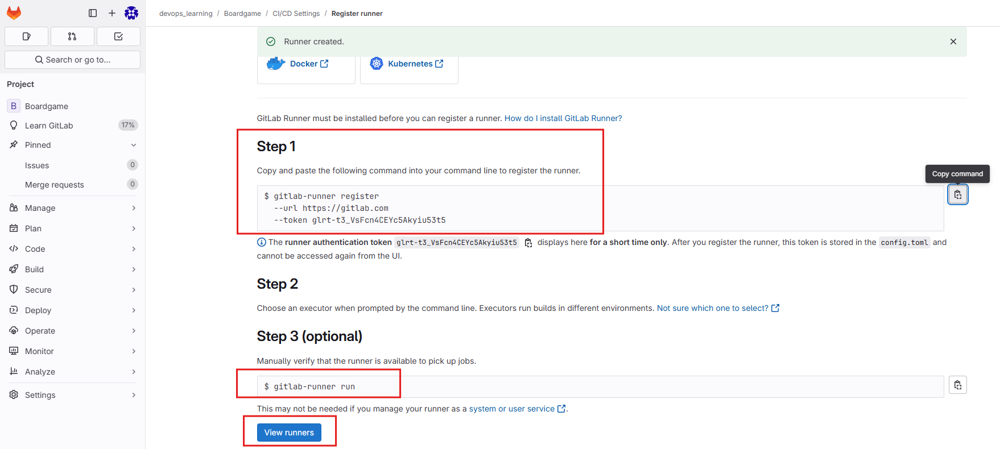 devops_learning / Boardgame / CI/CD Settings / Register runner
Search or go to...
Project
B Boardgame
Learn GitLab 17%
Pinned
Issues 0
Merge requests 0
Manage
Plan
Code
Build
Secure
Deploy
Operate
Monitor
Analyze
Settings
Runner created.
Docker
Kubernetes
GitLab Runner must be installed before you can register a runner. How do I install GitLab Runner?
Step 1
Copy and paste the following command into your command line to register the runner.
Copy command
$ gitlab-runner register
--url https://gitlab.com
--token glrt-t3_VsFcn4CEYc5Akyiu53t5
The runner authentication token glrt-t3_VsFcn4CEYc5Akyiu53t5 displays here for a short time only. After you register the runner, this token is stored in the config.toml and
cannot be accessed again from the UI.
Step 2
Choose an executor when prompted by the command line. Executors run builds in different environments. Not sure which one to select?
Step 3 (optional)
Manually verify that the runner is available to pick up jobs.
$ gitlab-runner run
This may not be needed if you manage your runner as a system or user service.
View runners